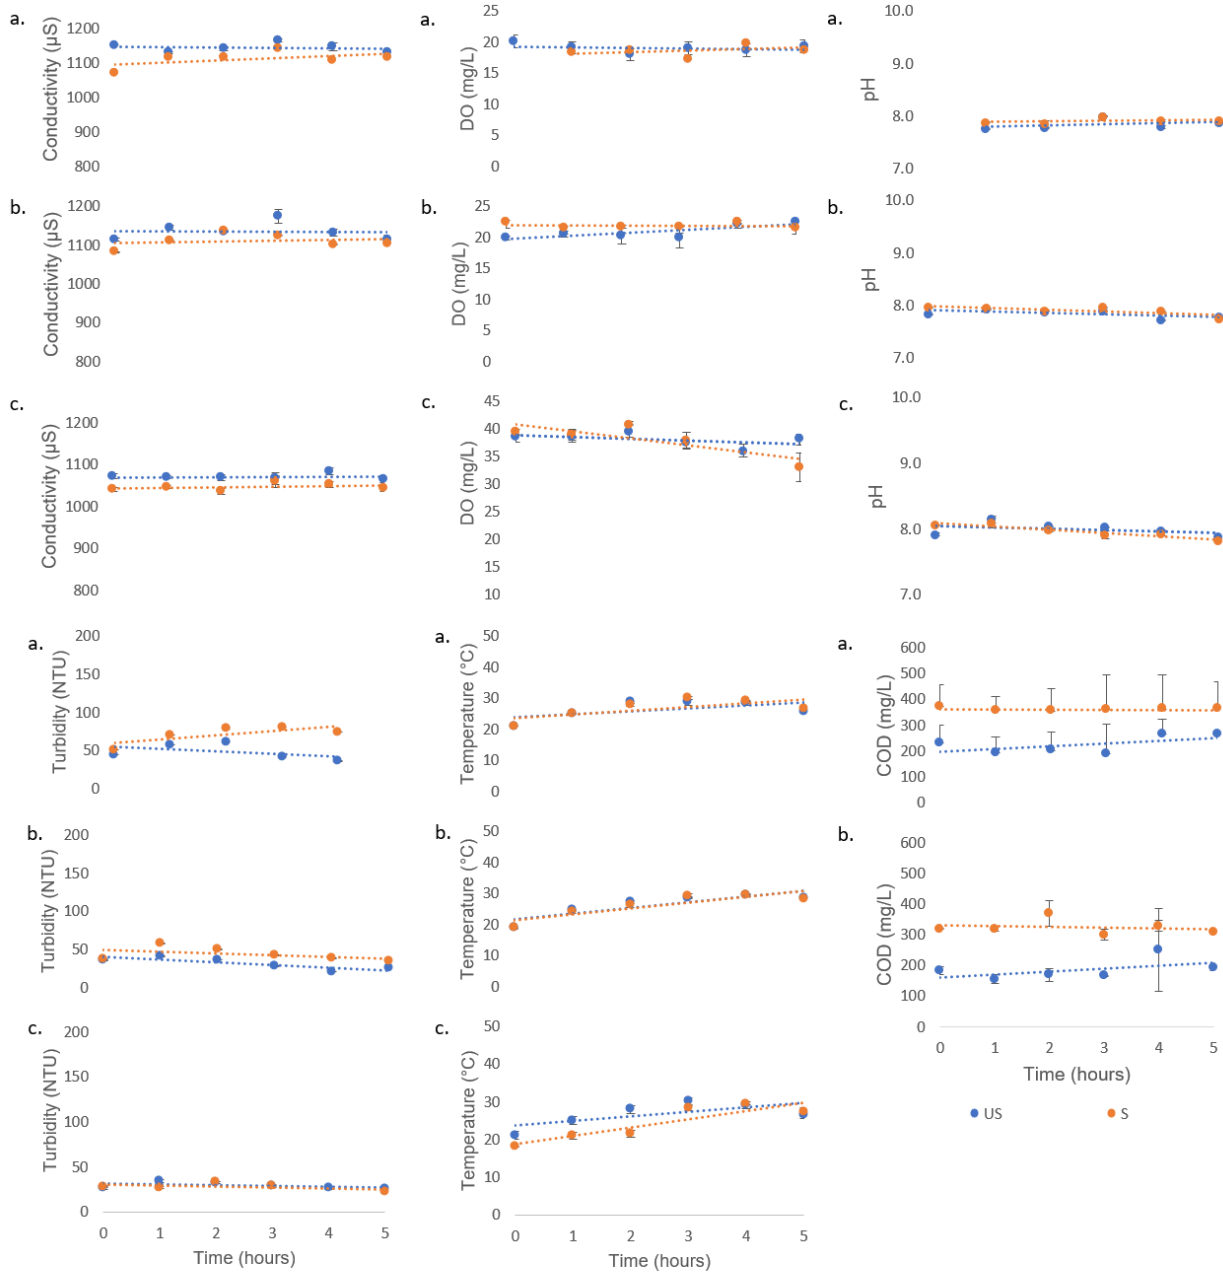 a.
Conductivity (µS)
1200
1100
1000
900
800
a.
DO (mg/L)
25
20
15
10
5
0
a.
pH
10.0
9.0
8.0
7.0
b.
Conductivity (µS)
1200
1100
1000
900
800
b.
DO (mg/L)
25
20
15
10
5
0
b.
pH
10.0
9.0
8.0
7.0
c.
Conductivity (µS)
1200
1100
1000
900
800
c.
DO (mg/L)
45
40
35
30
25
20
15
10
c.
pH
10.0
9.0
8.0
7.0
a.
Turbidity (NTU)
200
150
100
50
0
a.
Temperature (°C)
50
40
30
20
10
0
a.
COD (mg/L)
600
500
400
300
200
100
0
b.
Turbidity (NTU)
200
150
100
50
0
b.
Temperature (°C)
50
40
30
20
10
0
b.
COD (mg/L)
600
500
400
300
200
100
0
0 1 2 3 4 5
Time (hours)
US S
c.
Turbidity (NTU)
200
150
100
50
0
0 1 2 3 4 5
Time (hours)
c.
Temperature (°C)
50
40
30
20
10
0
0 1 2 3 4 5
Time (hours)